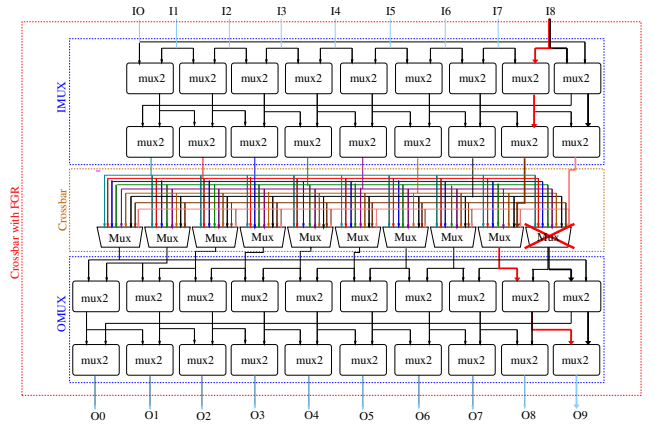 IO I1 I2 I3 I4 I5 I6 I7 I8
IMUX
mux2 mux2 mux2 mux2 mux2 mux2 mux2 mux2 mux2
mux2 mux2 mux2 mux2 mux2 mux2 mux2 mux2 mux2
Crossbar with FGR
Crossbar
Mux Mux Mux Mux Mux Mux Mux Mux Mux Mux
OMUX
mux2 mux2 mux2 mux2 mux2 mux2 mux2 mux2 mux2 mux2
mux2 mux2 mux2 mux2 mux2 mux2 mux2 mux2 mux2 mux2
O0 O1 O2 O3 O4 O5 O6 O7 O8 O9